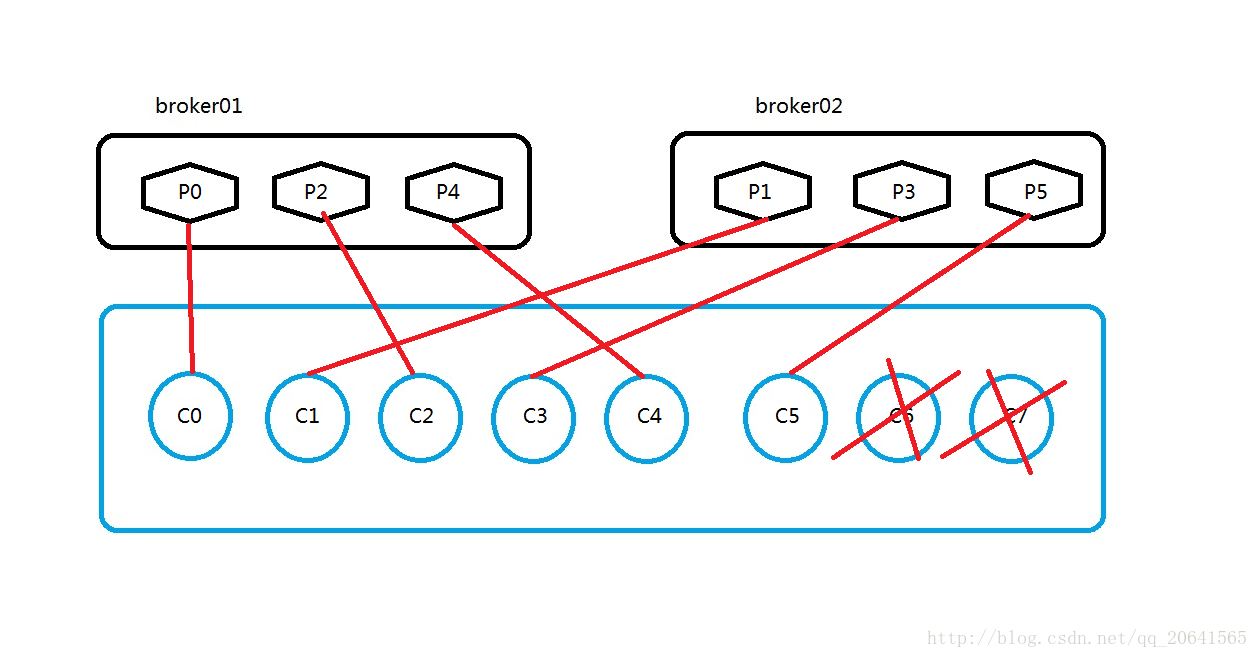 broker01
broker02
P0 P2 P4 P1 P3 P5
C0 C1 C2 C3 C4 C5 C6 C7
http://blog.csdn.net/qq_20641565